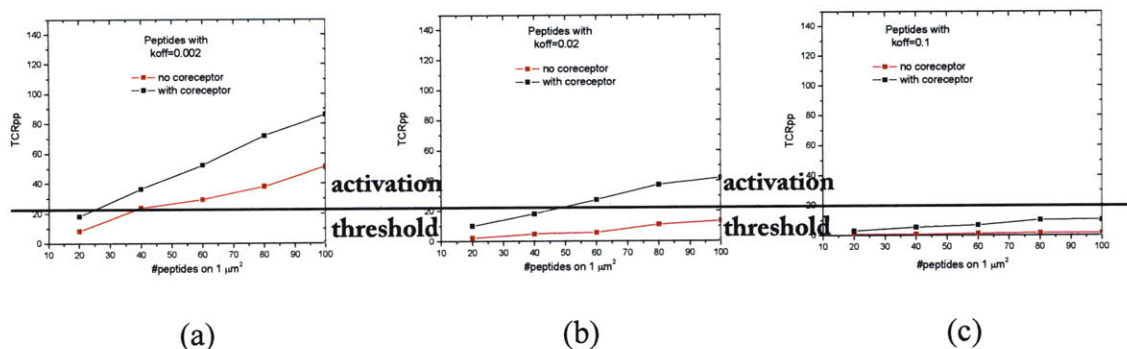 140
120
100
80
60
40
20
0
TCRpp
Peptides with
koff=0.002
no coreceptor
with coreceptor
10 20 30 40 50 60 70 80 90 100
#peptides on 1 μm²
activation
threshold
140
120
100
80
60
40
20
0
TCRpp
Peptides with
koff=0.02
no coreceptor
with coreceptor
10 20 30 40 50 60 70 80 90 100
#peptides on 1 μm²
activation
threshold
140
120
100
80
60
40
20
TCRpp
Peptides with
koff=0.1
no coreceptor
with coreceptor
10 20 30 40 50 60 70 80 90 100
#peptides on 1 μm²
(a)
(b)
(c)